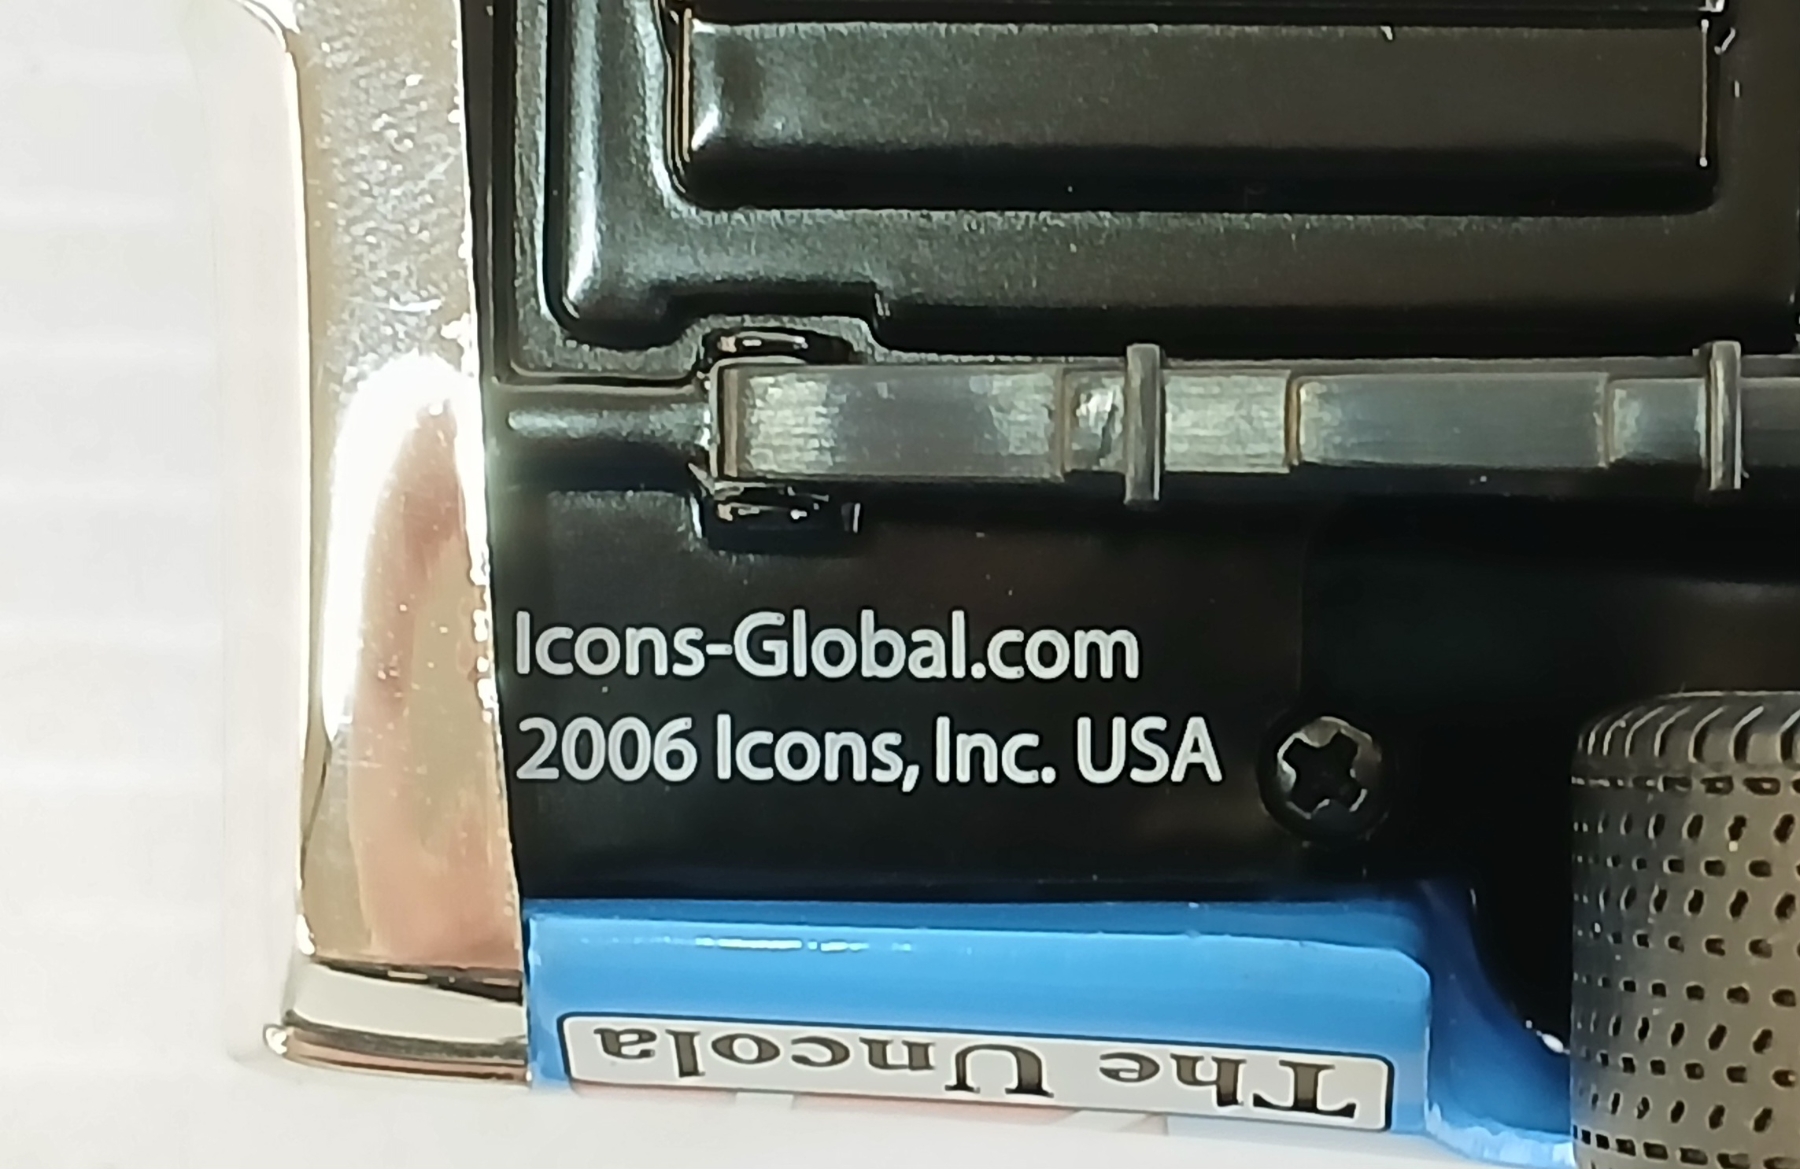 Icons-Global.com
2006 Icons, Inc. USA
The Uncola